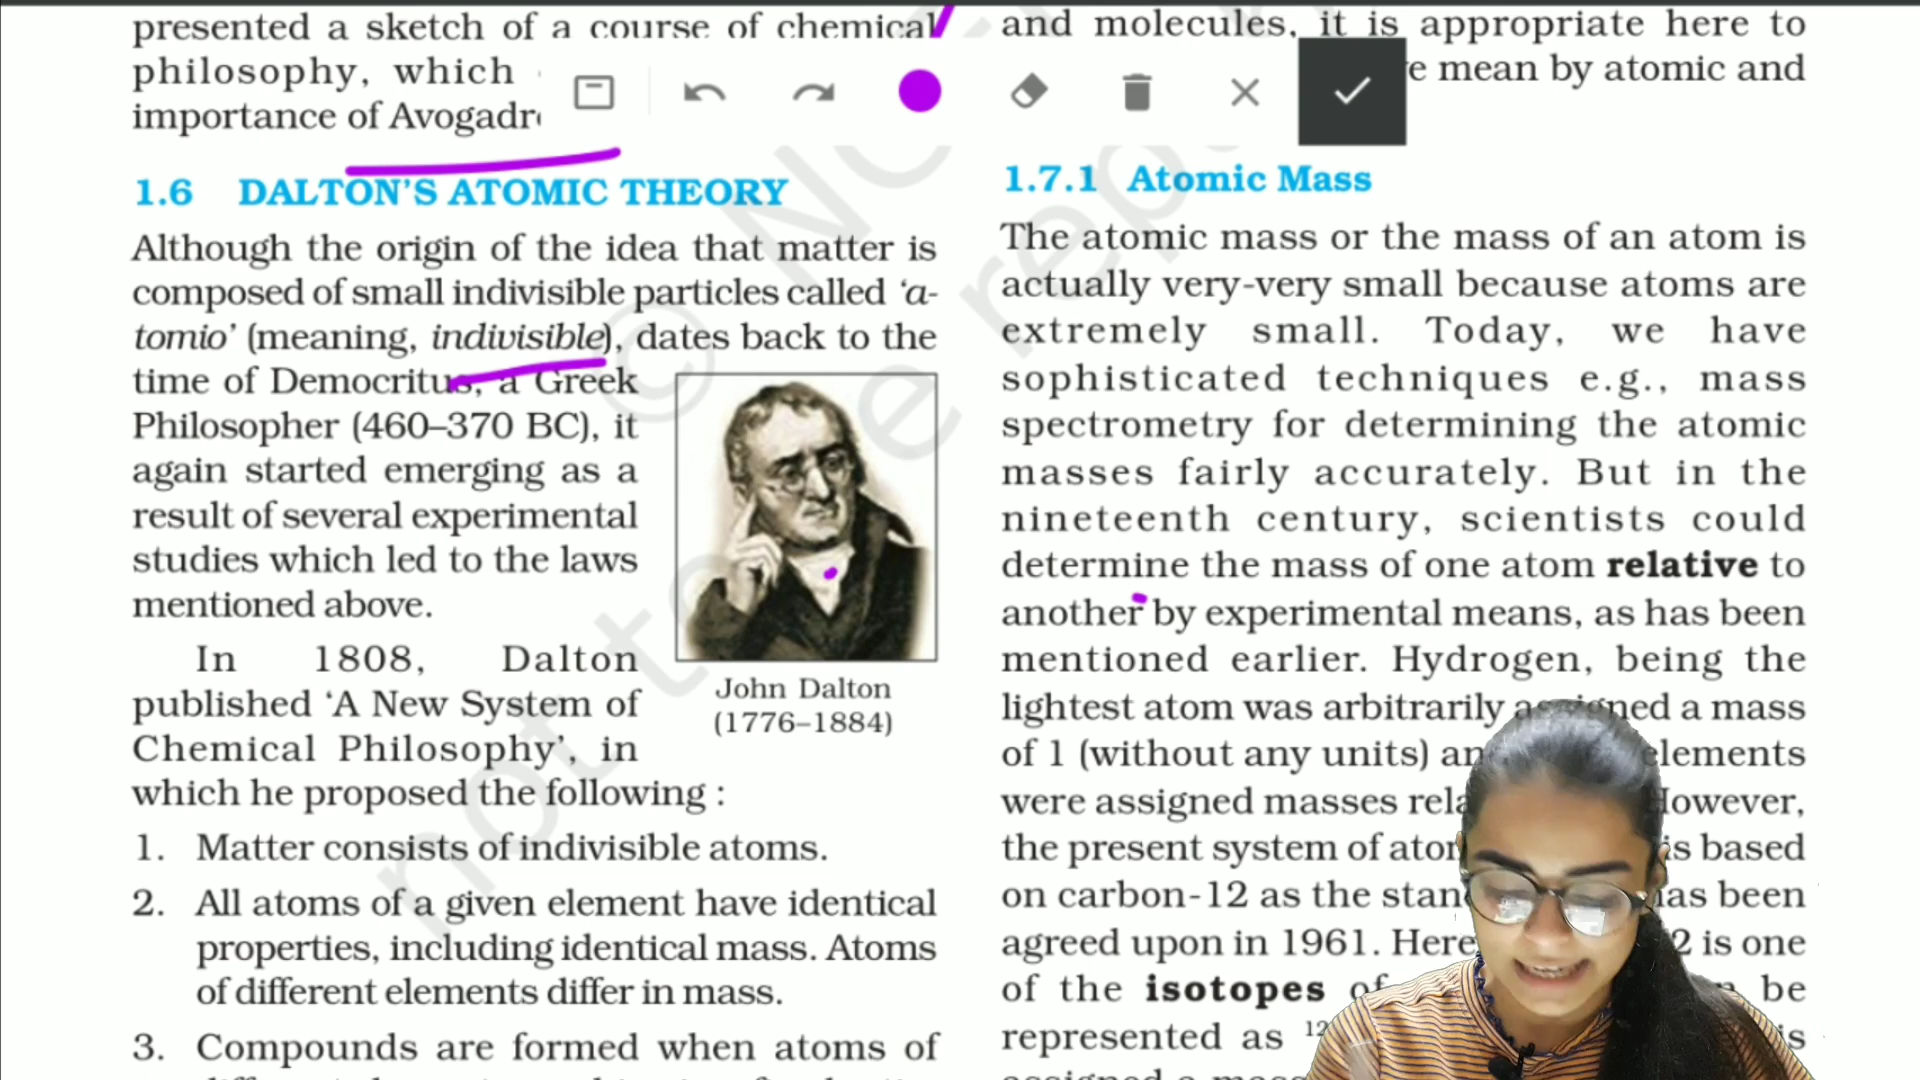 presented a sketch of a course of chemical
philosophy, which
importance of
1.6 DALTON'S ATOMIC THEORY
Although the origin of the idea that matter is
composed of small indivisible particles called ‘a-
tomio’ (meaning, indivisible), dates back to the
time of Democritus, a Greek
Philosopher (460–370 BC), it
again started emerging as a
result of several experimental
studies which led to the laws
mentioned above.
In 1808, Dalton
published ‘A New System of
Chemical Philosophy’, in
which he proposed the following :
John Dalton
(1776–1884)
1. Matter consists of indivisible atoms.
2. All atoms of a given element have identical
properties, including identical mass. Atoms
of different elements differ in mass.
3. Compounds are formed when atoms of
and molecules, it is appropriate here to
mean by atomic and
1.7.1 Atomic Mass
The atomic mass or the mass of an atom is
actually very-very small because atoms are
extremely small. Today, we have
sophisticated techniques e.g., mass
spectrometry for determining the atomic
masses fairly accurately. But in the
nineteenth century, scientists could
determine the mass of one atom relative to
another by experimental means, as has been
mentioned earlier. Hydrogen, being the
lightest atom was arbitrarily assigned a mass
of 1 (without any units) elements
were assigned masses However,
the present system of is based
on carbon-12 as the has been
agreed upon in 1961. Here is one
of the isotopes be
represented as 12 is
© not to be